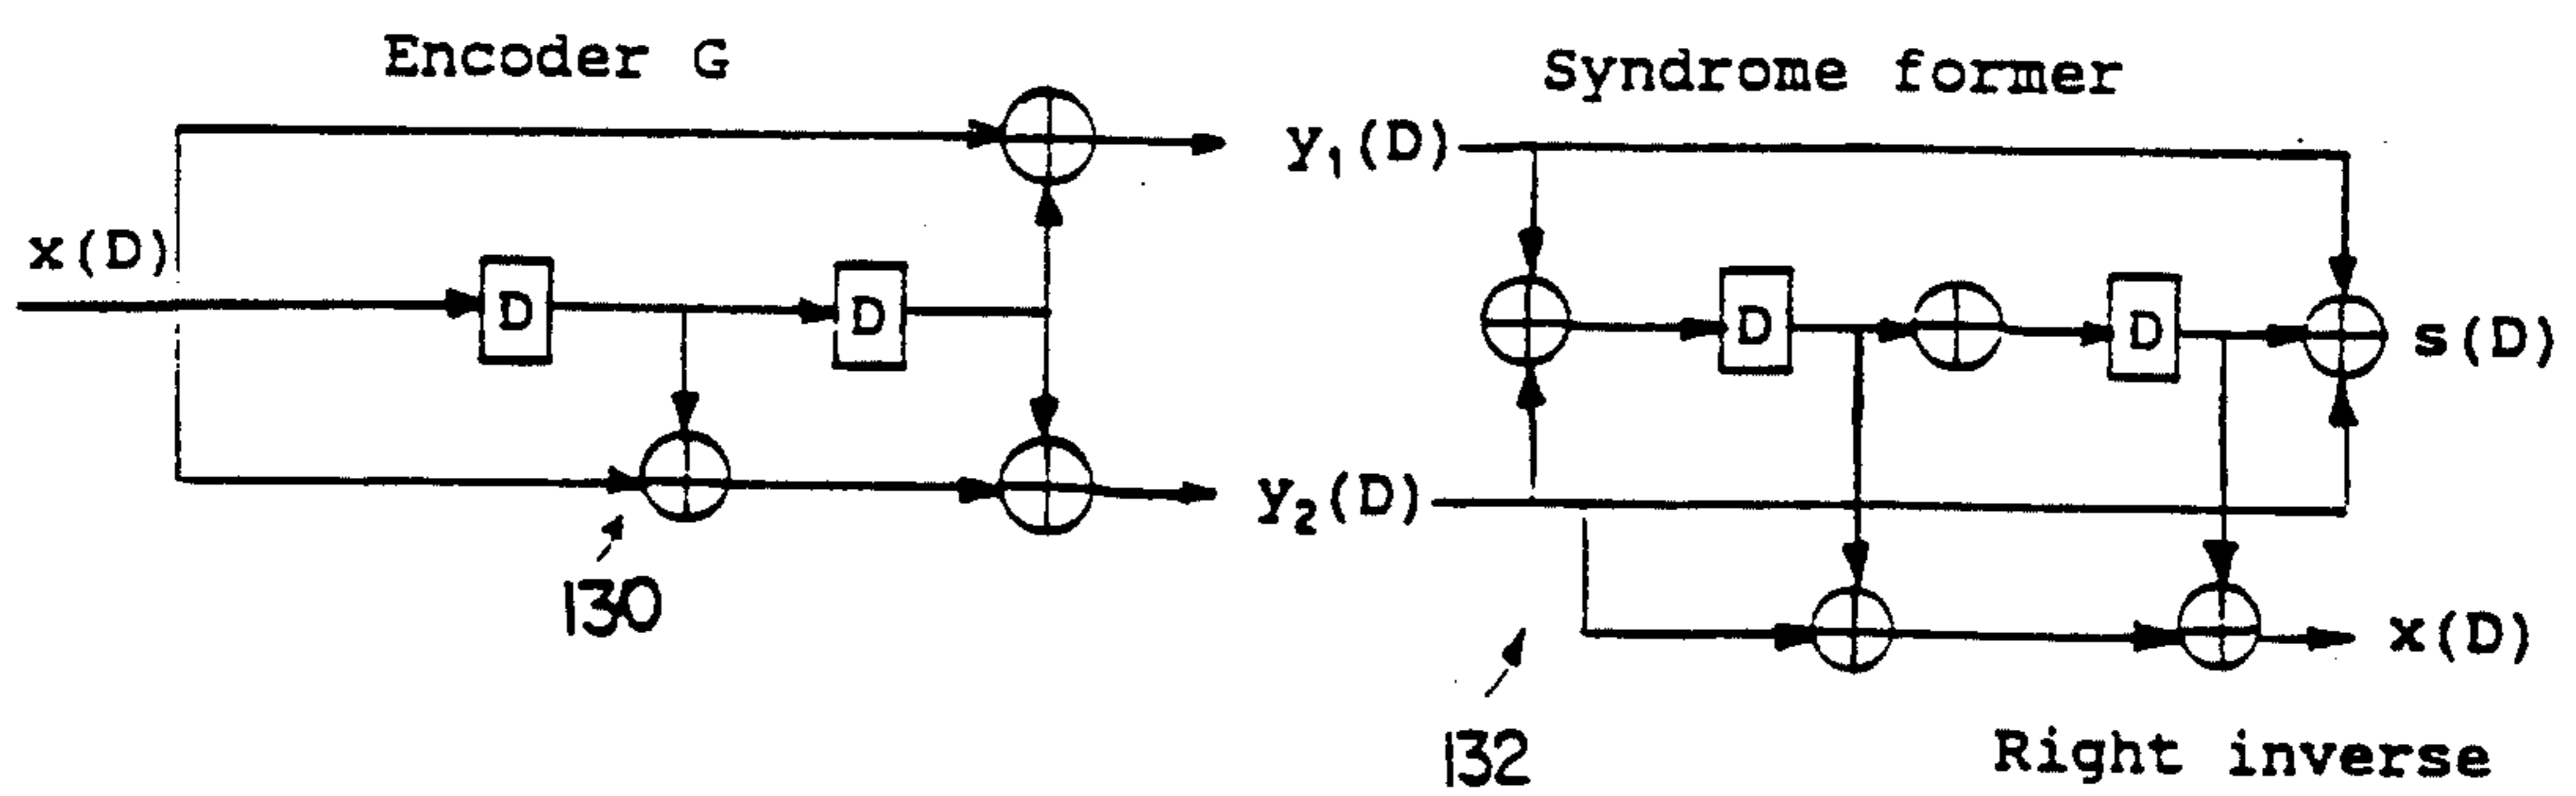 Encoder G
Syndrome former
x(D)
D
D
y₁(D)
y₂(D)
130
D
D
s(D)
x(D)
132
Right inverse